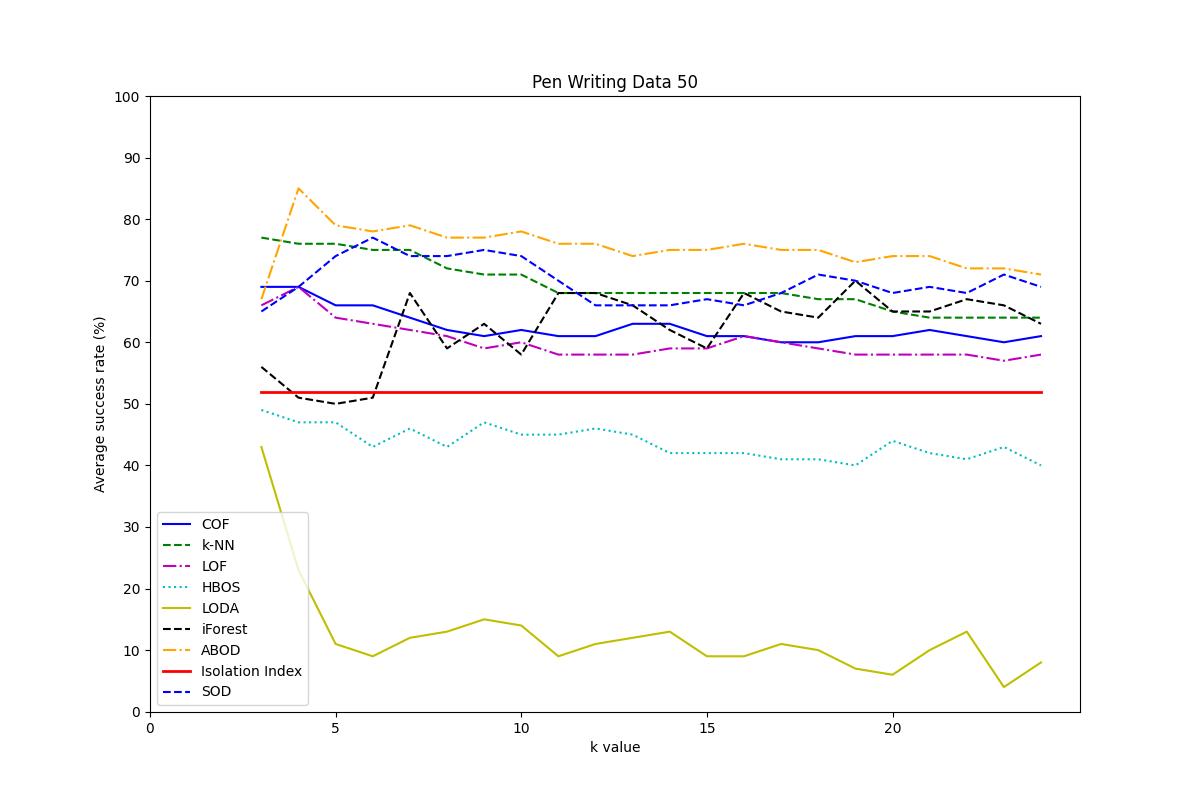 Pen Writing Data 50
100
90
80
70
60
50
40
30
20
10
0
Average success rate (%)
COF
k-NN
LOF
HBOS
LODA
iForest
ABOD
Isolation Index
SOD
0 5 10 15 20
k value